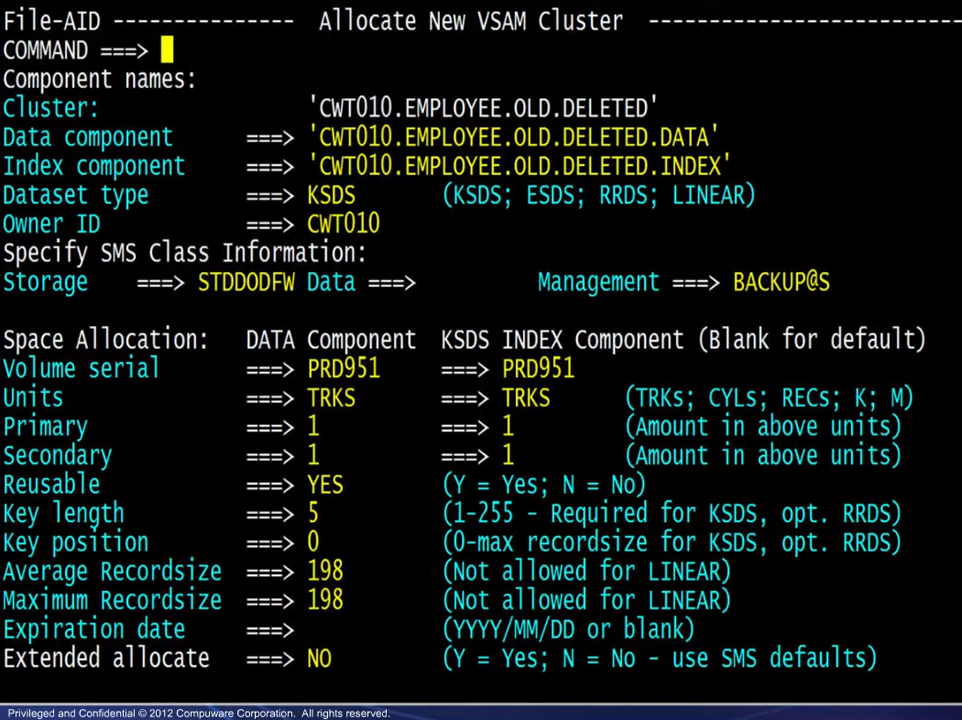 File-AID --------------- Allocate New VSAM Cluster --------------------------
COMMAND ===>
Component names:
Cluster: 'CWT010.EMPLOYEE.OLD.DELETED'
Data component ===> 'CWT010.EMPLOYEE.OLD.DELETED.DATA'
Index component ===> 'CWT010.EMPLOYEE.OLD.DELETED.INDEX'
Dataset type ===> KSDS (KSDS; ESDS; RRDS; LINEAR)
Owner ID ===> CWT010
Specify SMS Class Information:
Storage ===> STDDODFW Data ===> Management ===> BACKUP@S
Space Allocation: DATA Component KSDS INDEX Component (Blank for default)
Volume serial ===> PRD951 ===> PRD951
Units ===> TRKS ===> TRKS (TRKs; CYLs; RECs; K; M)
Primary ===> 1 ===> 1 (Amount in above units)
Secondary ===> 1 ===> 1 (Amount in above units)
Reusable ===> YES (Y = Yes; N = No)
Key length ===> 5 (1-255 - Required for KSDS, opt. RRDS)
Key position ===> 0 (0-max recordsize for KSDS, opt. RRDS)
Average Recordsize ===> 198 (Not allowed for LINEAR)
Maximum Recordsize ===> 198 (Not allowed for LINEAR)
Expiration date ===> (YYYY/MM/DD or blank)
Extended allocate ===> NO (Y = Yes; N = No - use SMS defaults)
Privileged and Confidential © 2012 Compuware Corporation. All rights reserved.